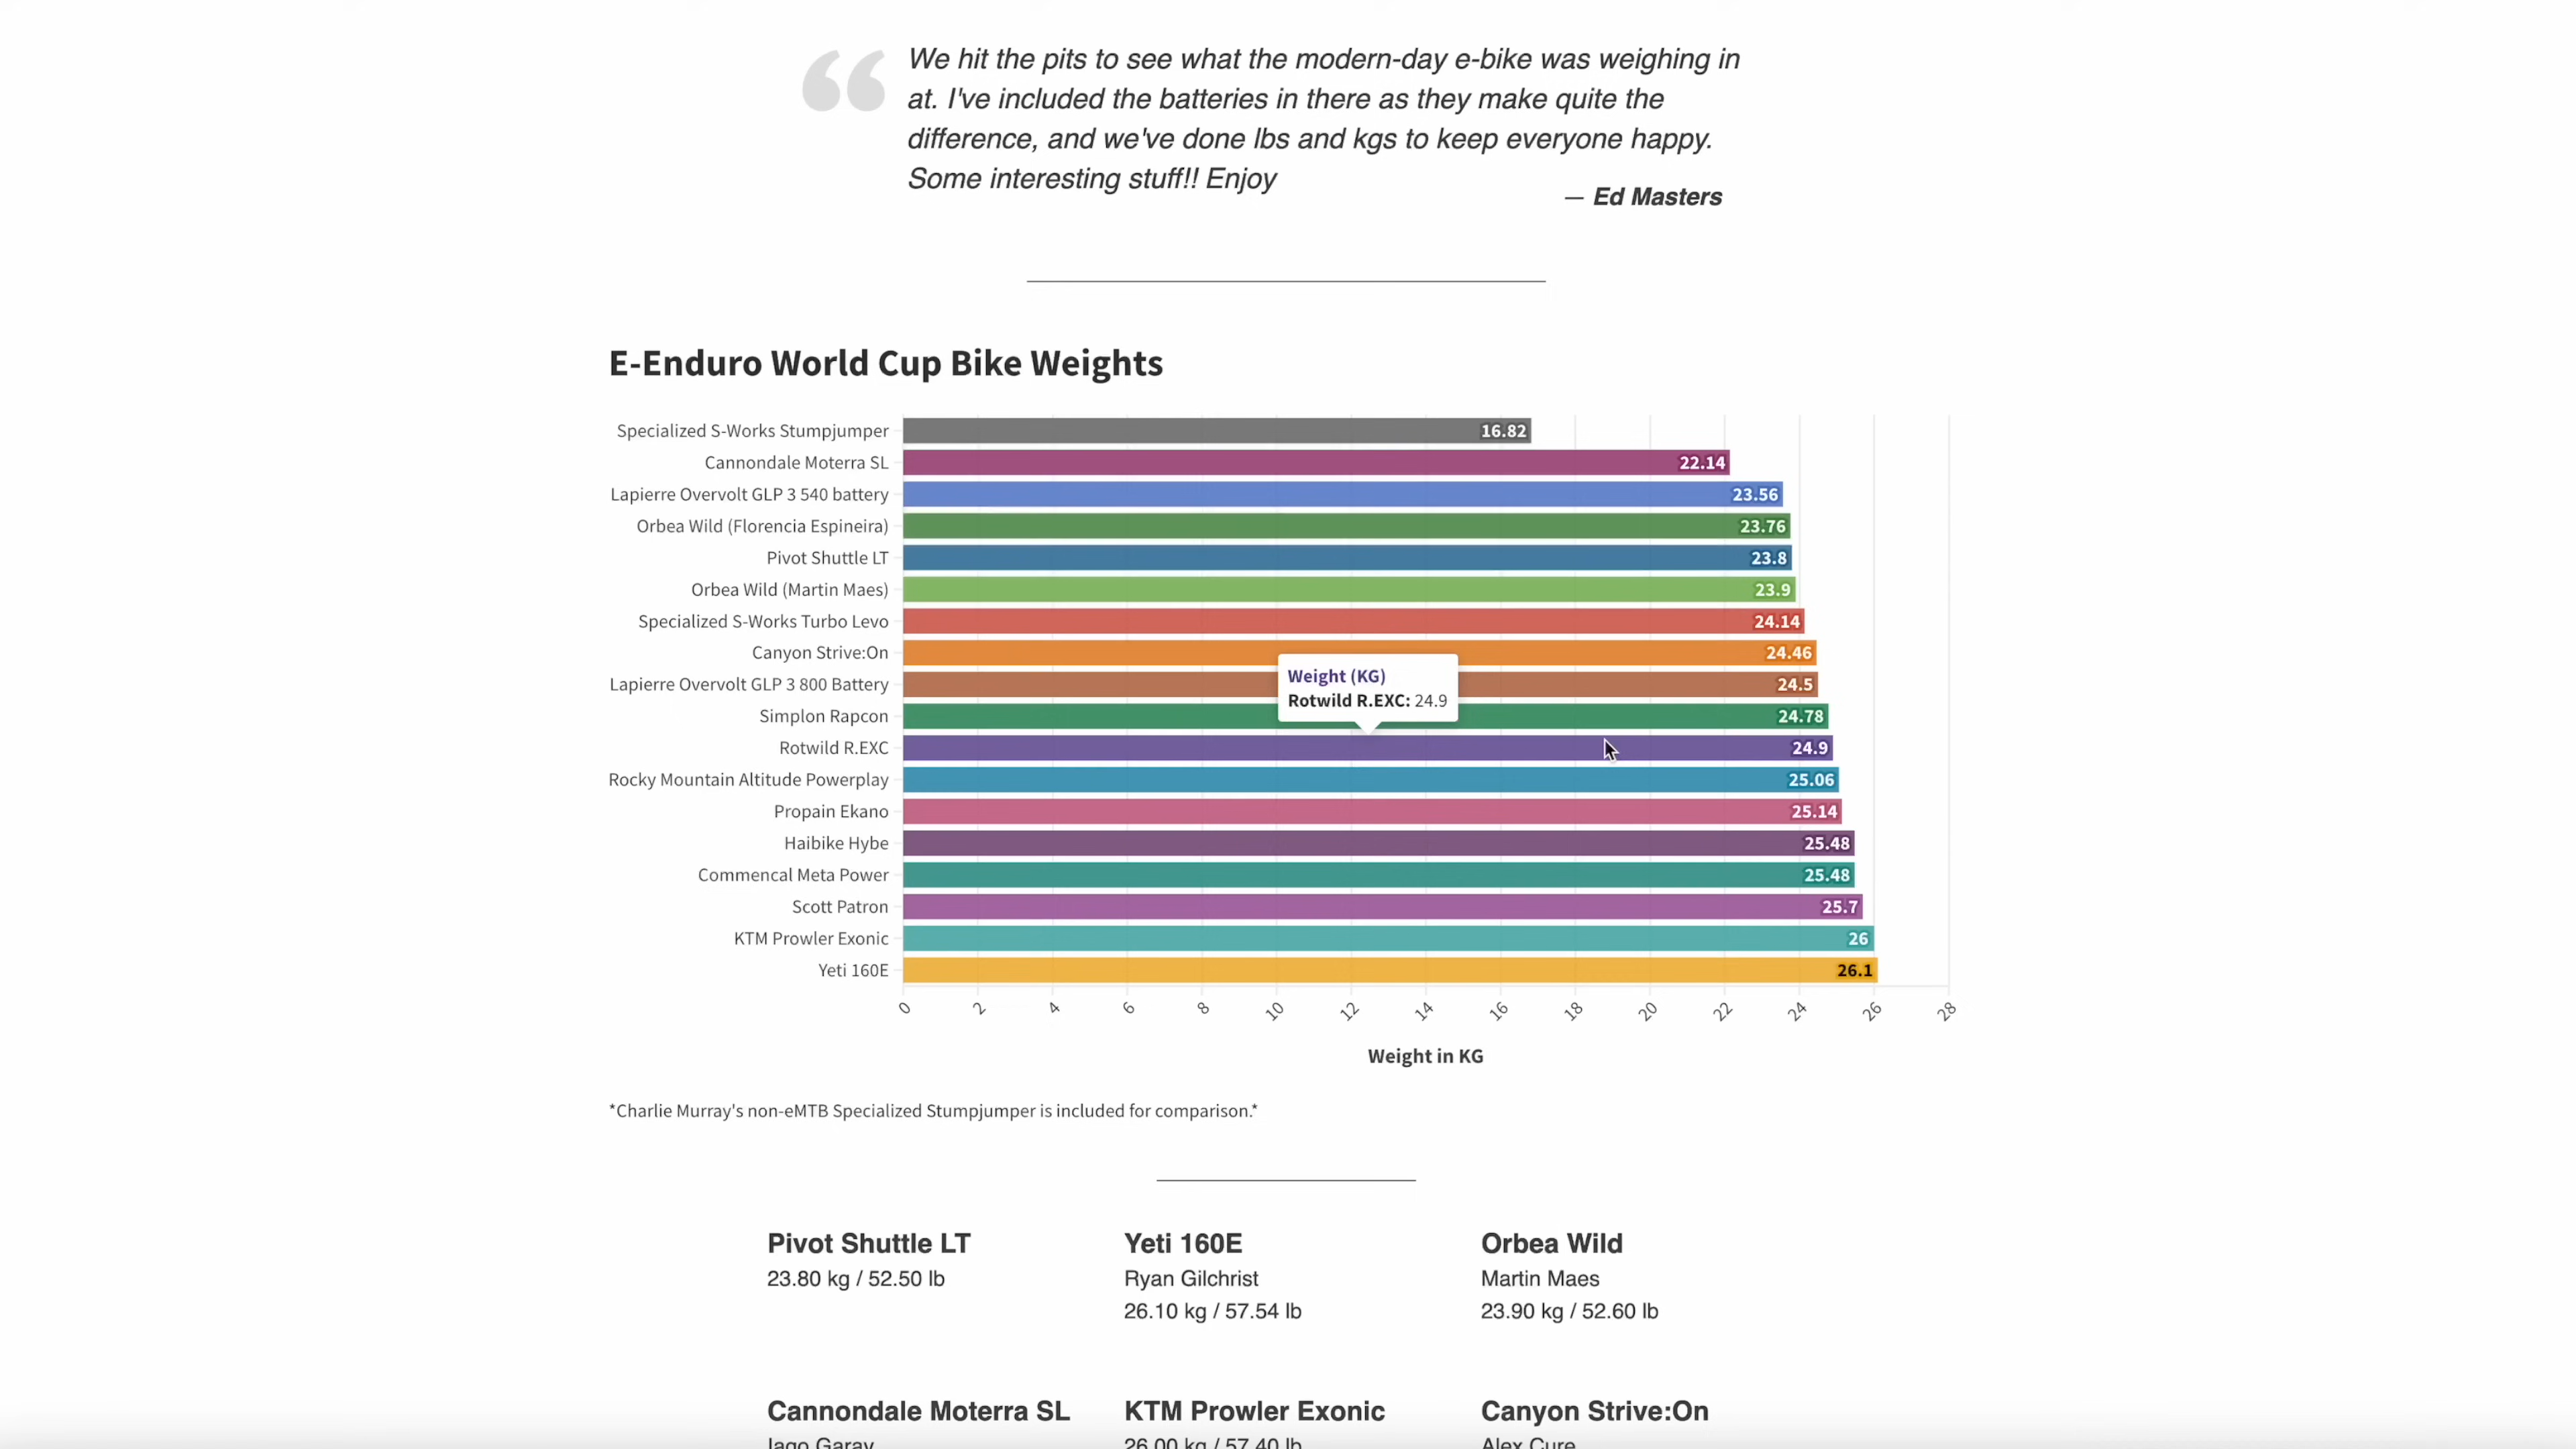 We hit the pits to see what the modern-day e-bike was weighing in
at. I've included the batteries in there as they make quite the
difference, and we've done lbs and kgs to keep everyone happy.
Some interesting stuff!! Enjoy
— Ed Masters
E-Enduro World Cup Bike Weights
Specialized S-Works Stumpjumper 16.82
Cannondale Moterra SL 22.14
Lapierre Overvolt GLP 3 540 battery 23.56
Orbea Wild (Florencia Espineira) 23.76
Pivot Shuttle LT 23.8
Orbea Wild (Martin Maes) 23.9
Specialized S-Works Turbo Levo 24.14
Canyon Strive:On 24.46
Weight (KG)
Lapierre Overvolt GLP 3 800 Battery 24.5
Rotwild R.EXC: 24.9
Simplon Rapcon 24.78
Rotwild R.EXC 24.9
Rocky Mountain Altitude Powerplay 25.06
Propain Ekano 25.14
Haibike Hybe 25.48
Commencal Meta Power 25.48
Scott Patron 25.7
KTM Prowler Exonic 26
Yeti 160E 26.1
0 2 4 6 8 10 12 14 16 18 20 22 24 26 28
Weight in KG
*Charlie Murray's non-eMTB Specialized Stumpjumper is included for comparison.*
Pivot Shuttle LT
23.80 kg / 52.50 lb
Yeti 160E
Ryan Gilchrist
26.10 kg / 57.54 lb
Orbea Wild
Martin Maes
23.90 kg / 52.60 lb
Cannondale Moterra SL
Iago Garay
KTM Prowler Exonic
26.00 kg / 57.40 lb
Canyon Strive:On
Alex Cure